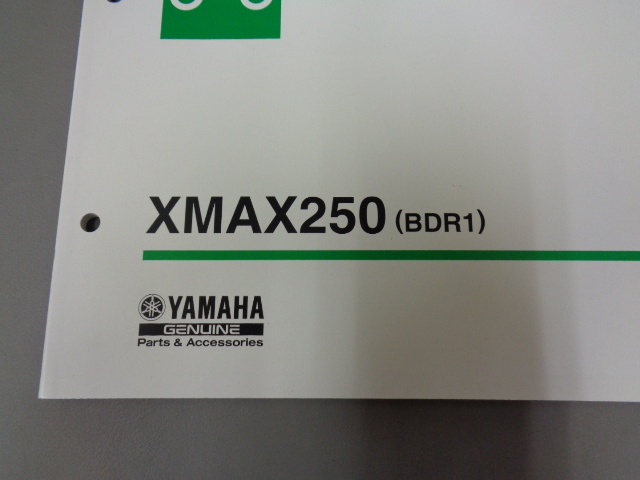 XMAX250 (BDR1)
YAMAHA
GENUINE
Parts & Accessories